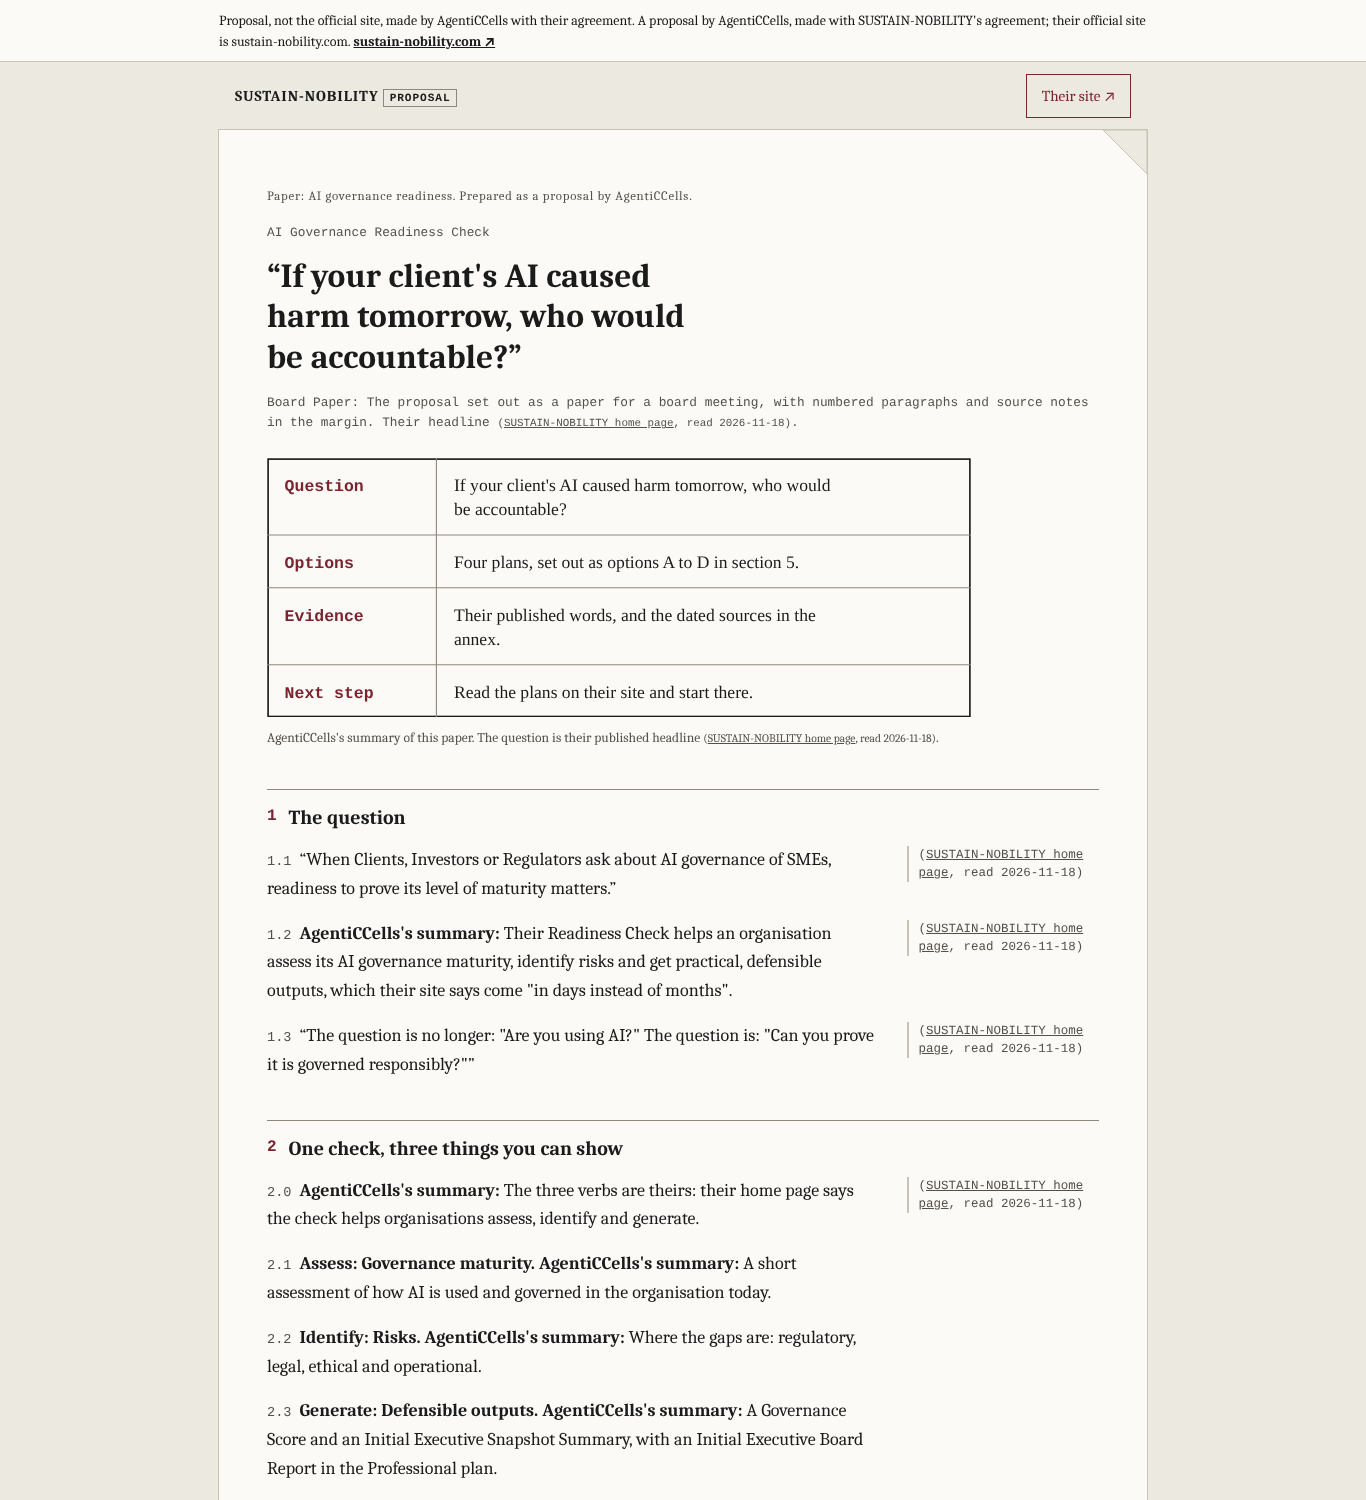 Proposal, not the official site, made by AgentiCCells with their agreement. A proposal by AgentiCCells, made with SUSTAIN-NOBILITY's agreement; their official site
is sustain-nobility.com. sustain-nobility.com ↗
SUSTAIN-NOBILITY PROPOSAL
Their site ↗
Paper: AI governance readiness. Prepared as a proposal by AgentiCCells.
AI Governance Readiness Check
“If your client's AI caused
harm tomorrow, who would
be accountable?”
Board Paper: The proposal set out as a paper for a board meeting, with numbered paragraphs and source notes
in the margin. Their headline (SUSTAIN-NOBILITY home page, read 2026-11-18).
Question
If your client's AI caused harm tomorrow, who would
be accountable?
Options
Four plans, set out as options A to D in section 5.
Evidence
Their published words, and the dated sources in the
annex.
Next step
Read the plans on their site and start there.
AgentiCCells's summary of this paper. The question is their published headline (SUSTAIN-NOBILITY home page, read 2026-11-18).
1 The question
1.1 “When Clients, Investors or Regulators ask about AI governance of SMEs,
readiness to prove its level of maturity matters.”
(SUSTAIN-NOBILITY home
page, read 2026-11-18)
1.2 AgentiCCells's summary: Their Readiness Check helps an organisation
assess its AI governance maturity, identify risks and get practical, defensible
outputs, which their site says come "in days instead of months".
(SUSTAIN-NOBILITY home
page, read 2026-11-18)
1.3 “The question is no longer: "Are you using AI?" The question is: "Can you prove
it is governed responsibly?"”
(SUSTAIN-NOBILITY home
page, read 2026-11-18)
2 One check, three things you can show
2.0 AgentiCCells's summary: The three verbs are theirs: their home page says
the check helps organisations assess, identify and generate.
(SUSTAIN-NOBILITY home
page, read 2026-11-18)
2.1 Assess: Governance maturity. AgentiCCells's summary: A short
assessment of how AI is used and governed in the organisation today.
2.2 Identify: Risks. AgentiCCells's summary: Where the gaps are: regulatory,
legal, ethical and operational.
2.3 Generate: Defensible outputs. AgentiCCells's summary: A Governance
Score and an Initial Executive Snapshot Summary, with an Initial Executive Board
Report in the Professional plan.